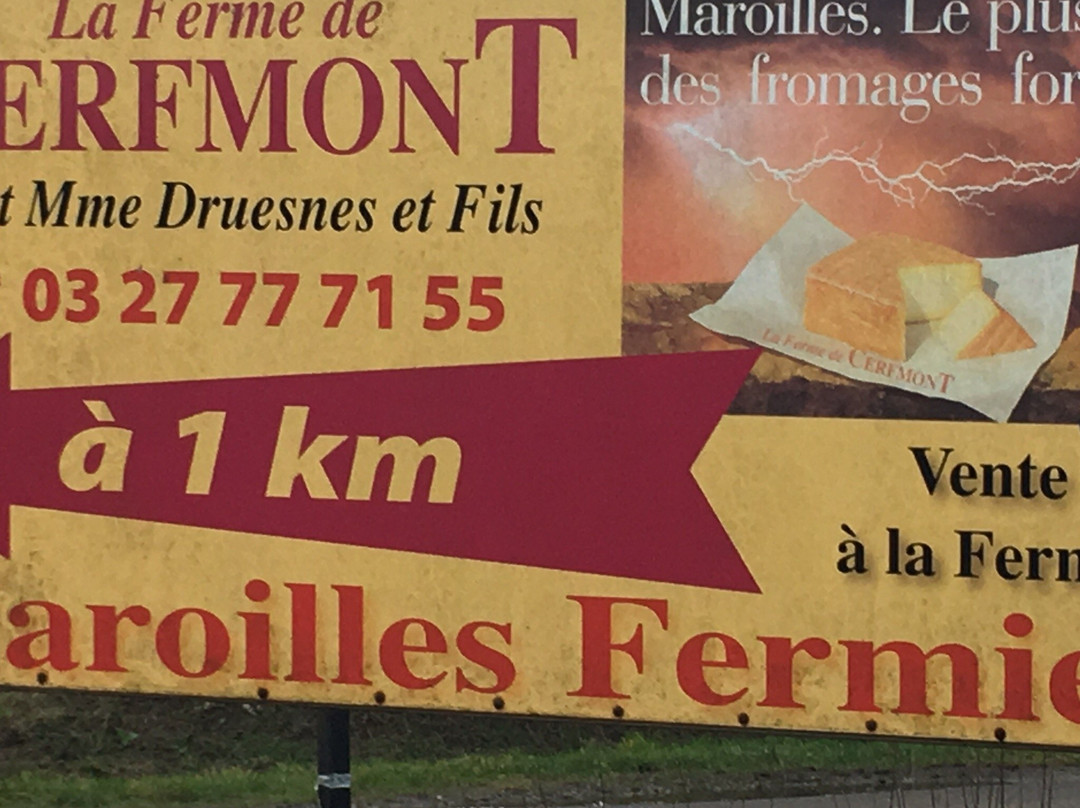 La Ferme de
ERFMONT
t Mme Druesnes et Fils
03 27 77 71 55
à 1 km
Maroilles. Le plus
des fromages for
La Ferme de CERFMONT
Vente
à la Ferm
aroilles Fermie